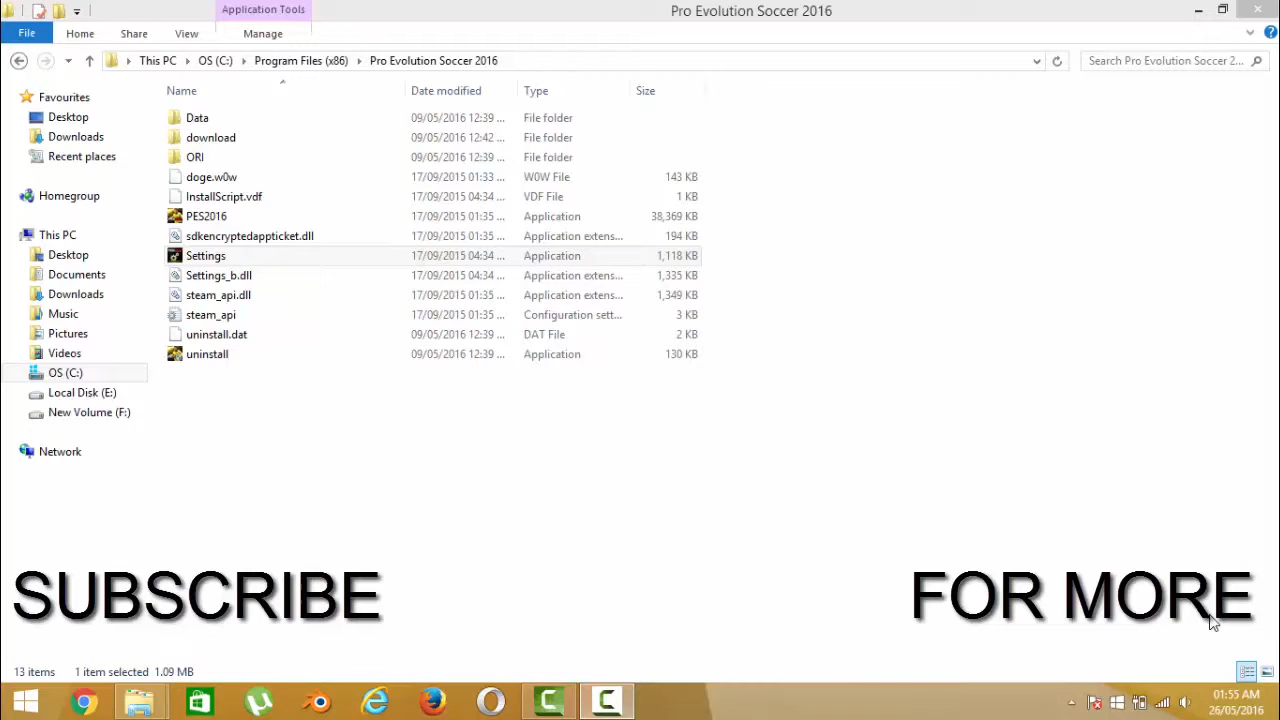 Application Tools
Pro Evolution Soccer 2016
File Home Share View Manage
This PC OS (C:) Program Files (x86) Pro Evolution Soccer 2016
Search Pro Evolution Soccer 2...
Name Date modified Type Size
Favourites
Desktop
Downloads
Recent places
Homegroup
This PC
Desktop
Documents
Downloads
Music
Pictures
Videos
OS (C:)
Local Disk (E:)
New Volume (F:)
Network
Data 09/05/2016 12:39 ... File folder
download 09/05/2016 12:42 ... File folder
ORI 09/05/2016 12:39 ... File folder
doge.w0w 17/09/2015 01:33 ... W0W File 143 KB
InstallScript.vdf 17/09/2015 04:34 ... VDF File 1 KB
PES2016 17/09/2015 01:35 ... Application 38,369 KB
sdkencryptedappticket.dll 17/09/2015 01:35 ... Application extens... 194 KB
Settings 17/09/2015 04:34 ... Application 1,118 KB
Settings_b.dll 17/09/2015 04:34 ... Application extens... 1,335 KB
steam_api.dll 17/09/2015 01:35 ... Application extens... 1,349 KB
steam_api 17/09/2015 01:35 ... Configuration sett... 3 KB
uninstall.dat 09/05/2016 12:39 ... DAT File 2 KB
uninstall 09/05/2016 12:39 ... Application 130 KB
SUBSCRIBE FOR MORE
13 items 1 item selected 1.09 MB
01:55 AM
26/05/2016